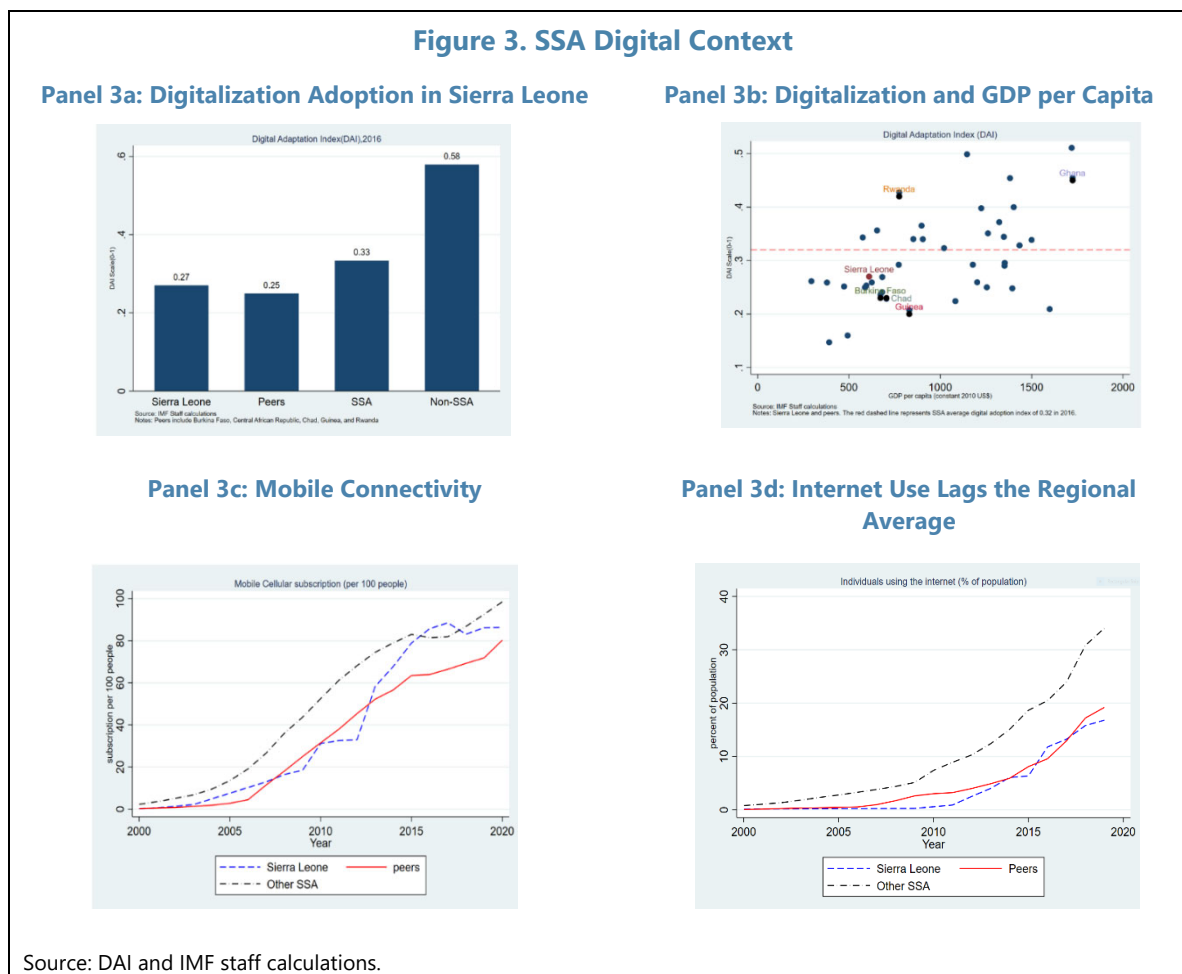 Figure 3. SSA Digital Context
Panel 3a: Digitalization Adoption in Sierra Leone
Digital Adaptation Index(DAI),2016
DAI Scale(0-1)
.6
.4
.2
0
0.27
0.25
0.33
0.58
Sierra Leone
Peers
SSA
Non-SSA
Source: IMF Staff calculations
Notes: Peers include Burkina Faso, Central African Republic, Chad, Guinea, and Rwanda
Panel 3b: Digitalization and GDP per Capita
Digital Adaptation Index (DAI)
DAI Scale(0-1)
.5
.4
.3
.2
.1
Ghana
Rwanda
Sierra Leone
Burkina Faso
Chad
Guinea
0
500
1000
1500
2000
GDP per capita (constant 2010 US$)
Source: IMF Staff calculations
Notes: Sierra Leone and peers. The red dashed line represents SSA average digital adoption index of 0.32 in 2016.
Panel 3c: Mobile Connectivity
Mobile Cellular subscription (per 100 people)
subscription per 100 people
100
80
60
40
20
0
2000
2005
2010
2015
2020
Year
Sierra Leone
peers
Other SSA
Panel 3d: Internet Use Lags the Regional
Average
Individuals using the internet (% of population)
percent of population
40
30
20
10
0
2000
2005
2010
2015
2020
Year
Sierra Leone
Peers
Other SSA
Source: DAI and IMF staff calculations.